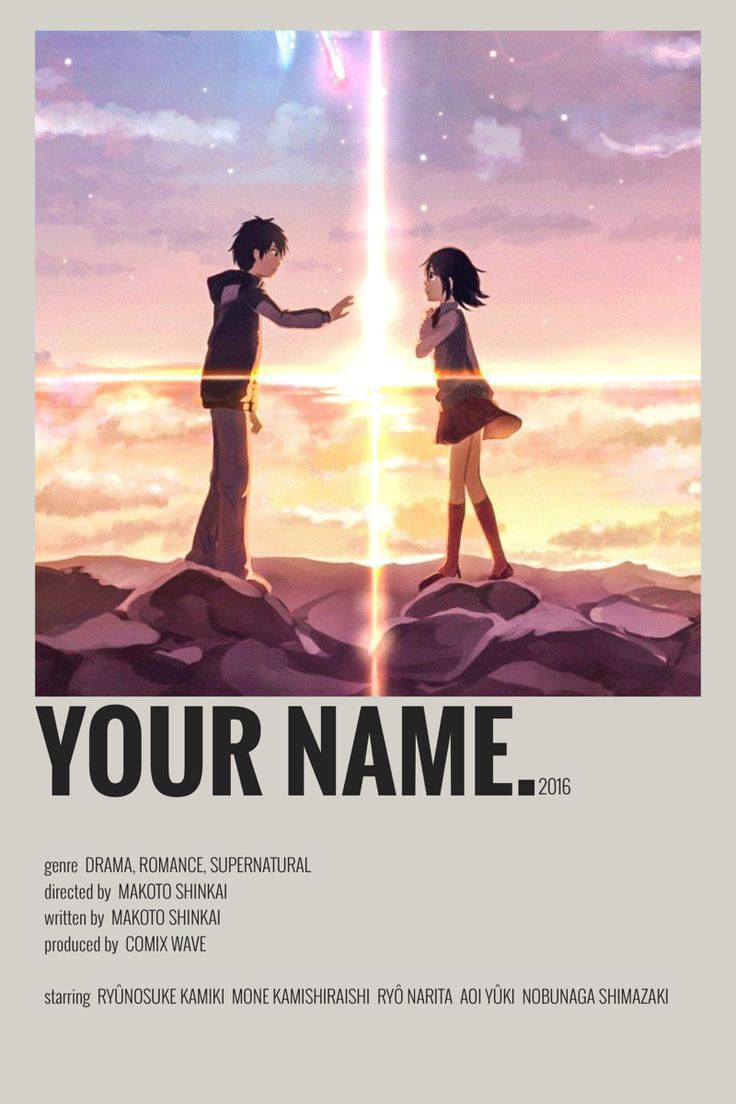 YOUR NAME. 2016
genre DRAMA, ROMANCE, SUPERNATURAL
directed by MAKOTO SHINKAI
written by MAKOTO SHINKAI
produced by COMIX WAVE
starring RYÛNOSUKE KAMIKI MONE KAMISHIRAISHI RYÔ NARITA AOI YÛKI NOBUNAGA SHIMAZAKI